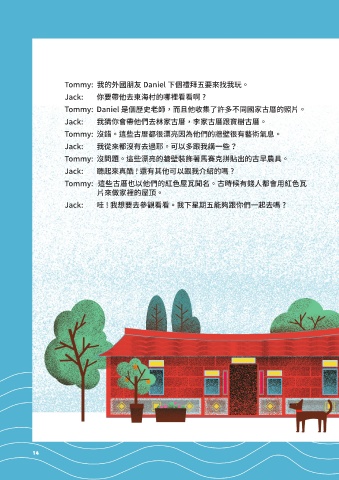 Tommy: 我的外國朋友 Daniel 下個禮拜五要來找我玩。
Jack: 你要帶他去東海村的哪裡看看啊？
Tommy: Daniel 是個歷史老師，而且他收集了許多不同國家古厝的照片。
Jack: 我猜你會帶他們去林家古厝，李家古厝跟賓樹古厝。
Tommy: 沒錯。這些古厝都很漂亮因為他們的牆壁很有藝術氣息。
Jack: 我從來都沒有去過耶。可以多跟我講一些？
Tommy: 沒問題。這些漂亮的牆壁裝飾著馬賽克拼貼出的古早農具。
Jack: 聽起來真酷！還有其他可以跟我介紹的嗎？
Tommy: 這些古厝也以他們的紅色屋瓦聞名。古時候有錢人都會用紅色瓦
片來做家裡的屋頂。
Jack: 哇！我想要去參觀看看。我下星期五能夠跟你們一起去嗎？
14